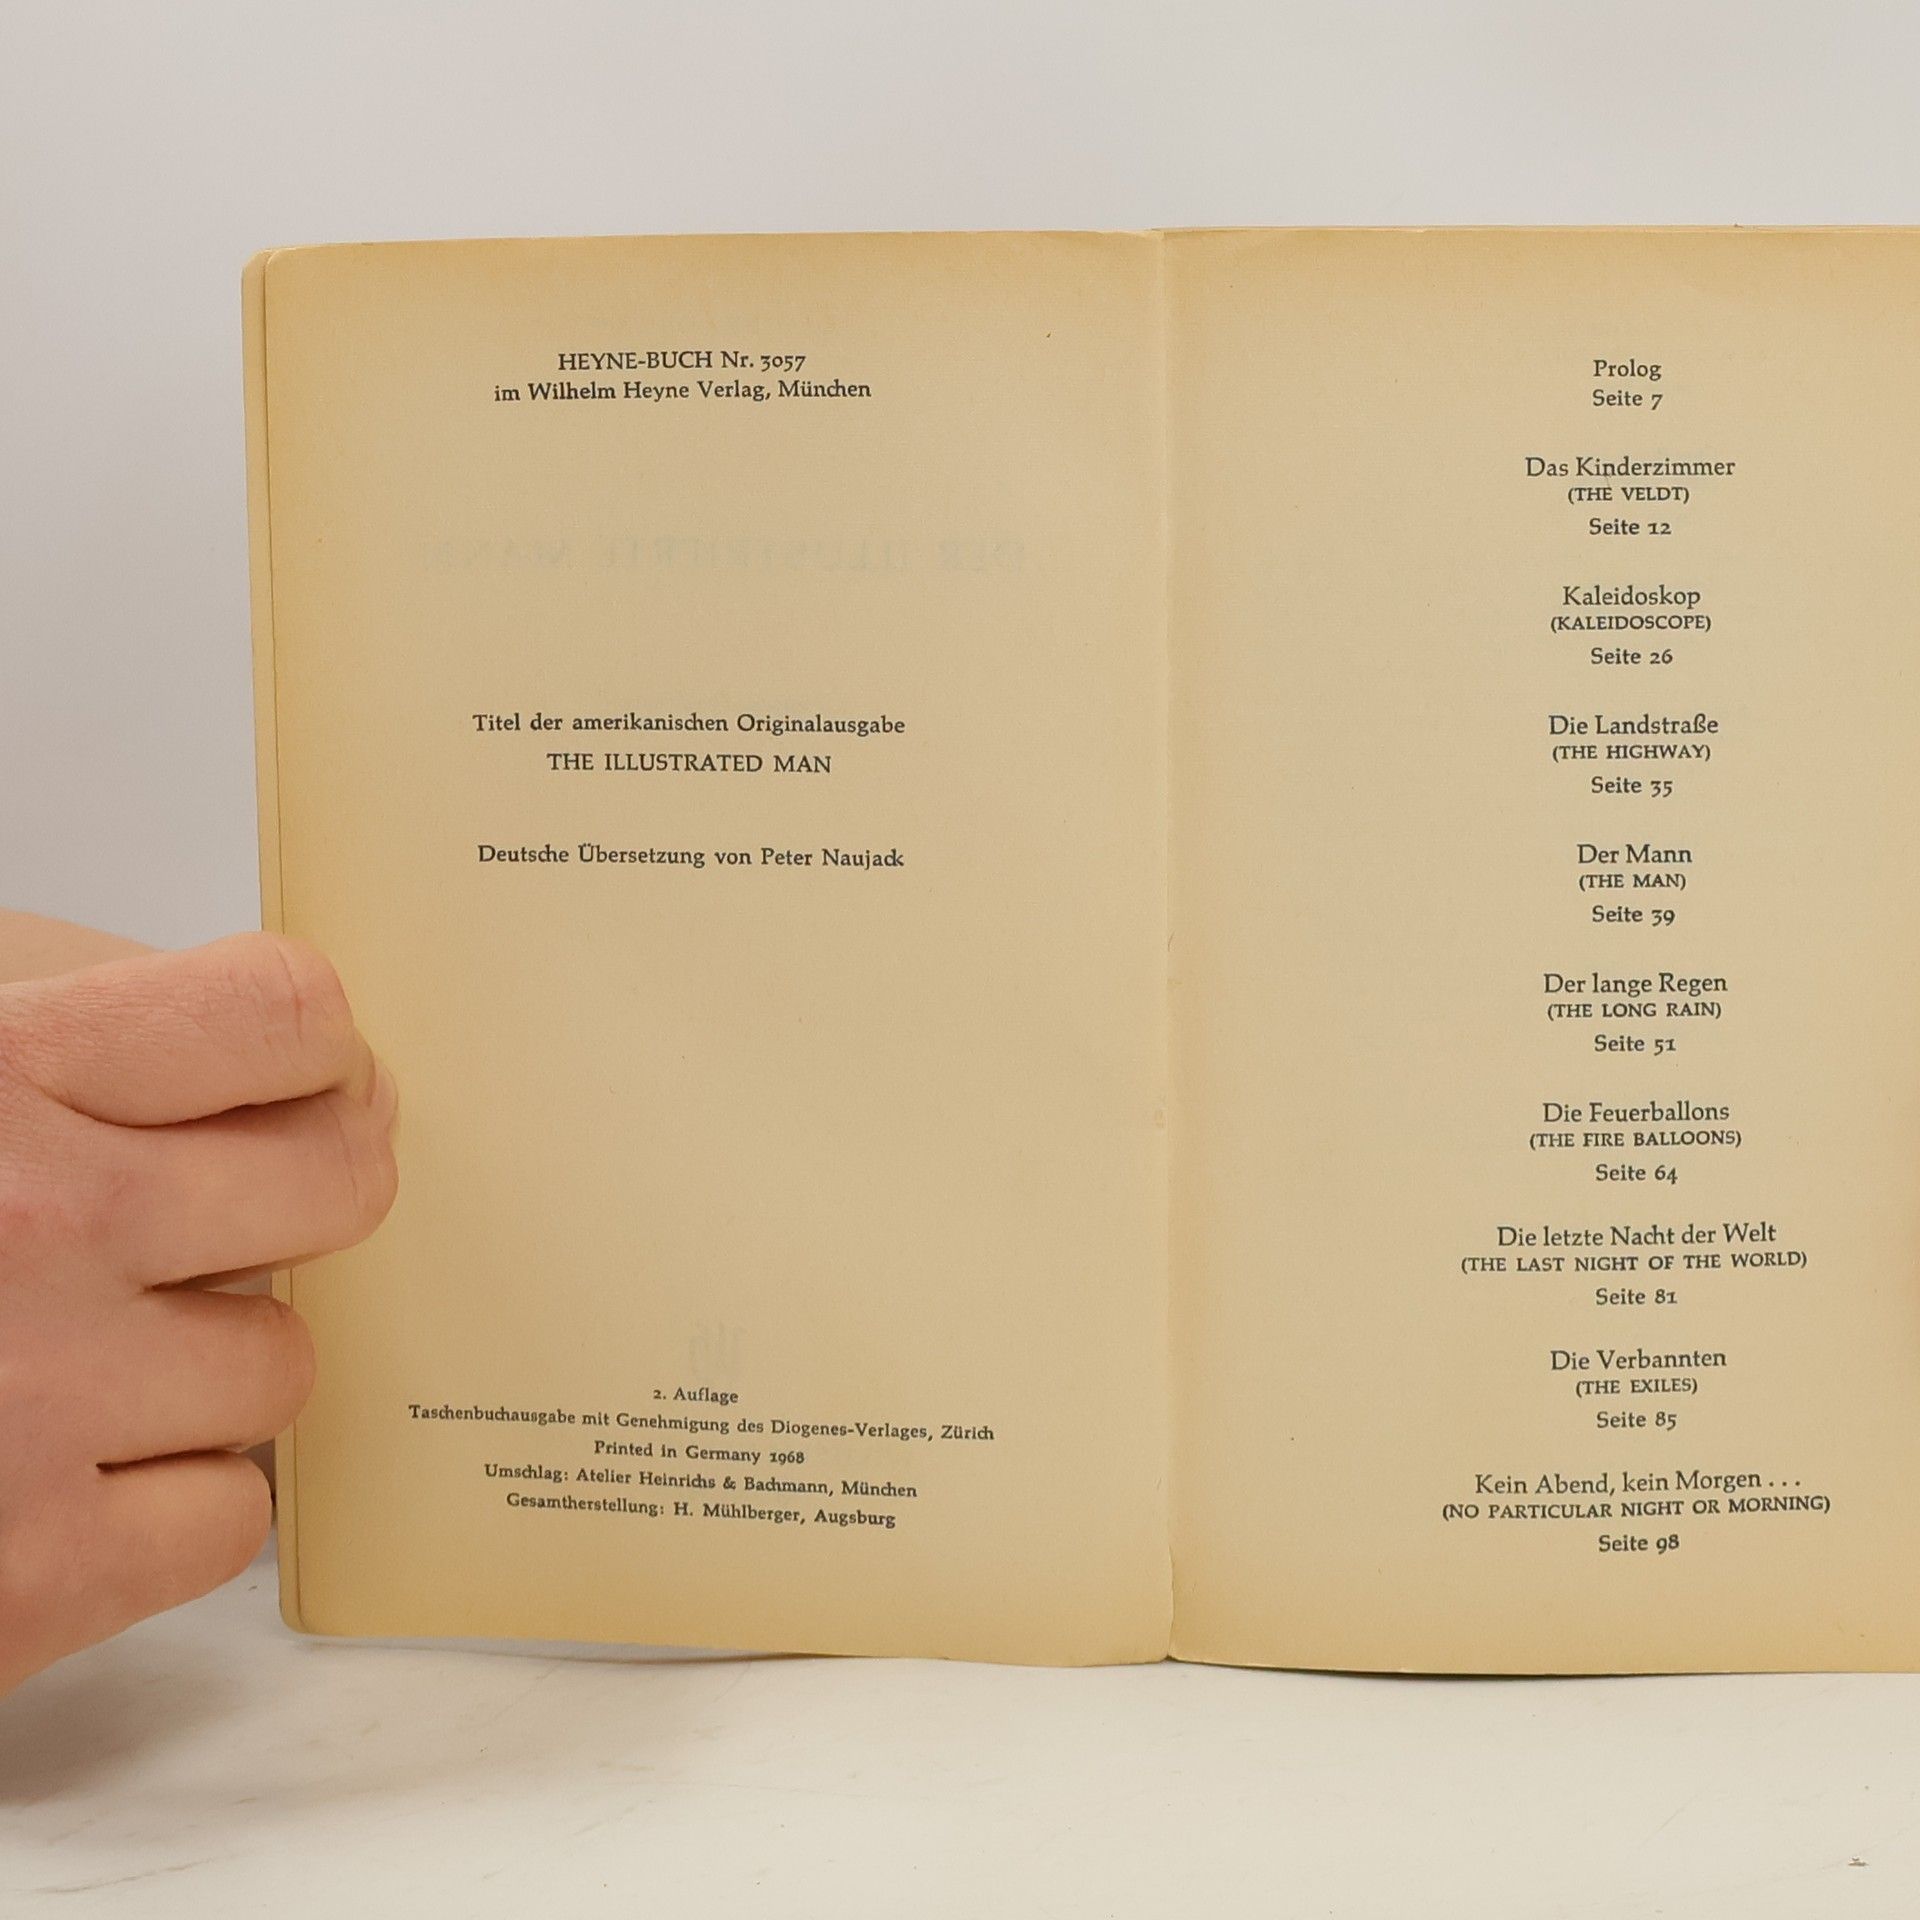 HEYNE-BUCH Nr. 3057
im Wilhelm Heyne Verlag, München
Titel der amerikanischen Originalausgabe
THE ILLUSTRATED MAN
Deutsche Übersetzung von Peter Naujack
2. Auflage
Taschenbuchausgabe mit Genehmigung des Diogenes-Verlages, Zürich
Printed in Germany 1968
Umschlag: Atelier Heinrichs & Bachmann, München
Gesamtherstellung: H. Mühlberger, Augsburg
Prolog
Seite 7
Das Kinderzimmer
(THE VELDT)
Seite 12
Kaleidoskop
(KALEIDOSCOPE)
Seite 26
Die Landstraße
(THE HIGHWAY)
Seite 35
Der Mann
(THE MAN)
Seite 39
Der lange Regen
(THE LONG RAIN)
Seite 51
Die Feuerballons
(THE FIRE BALLOONS)
Seite 64
Die letzte Nacht der Welt
(THE LAST NIGHT OF THE WORLD)
Seite 81
Die Verbannten
(THE EXILES)
Seite 85
Kein Abend, kein Morgen . . .
(NO PARTICULAR NIGHT OR MORNING)
Seite 98